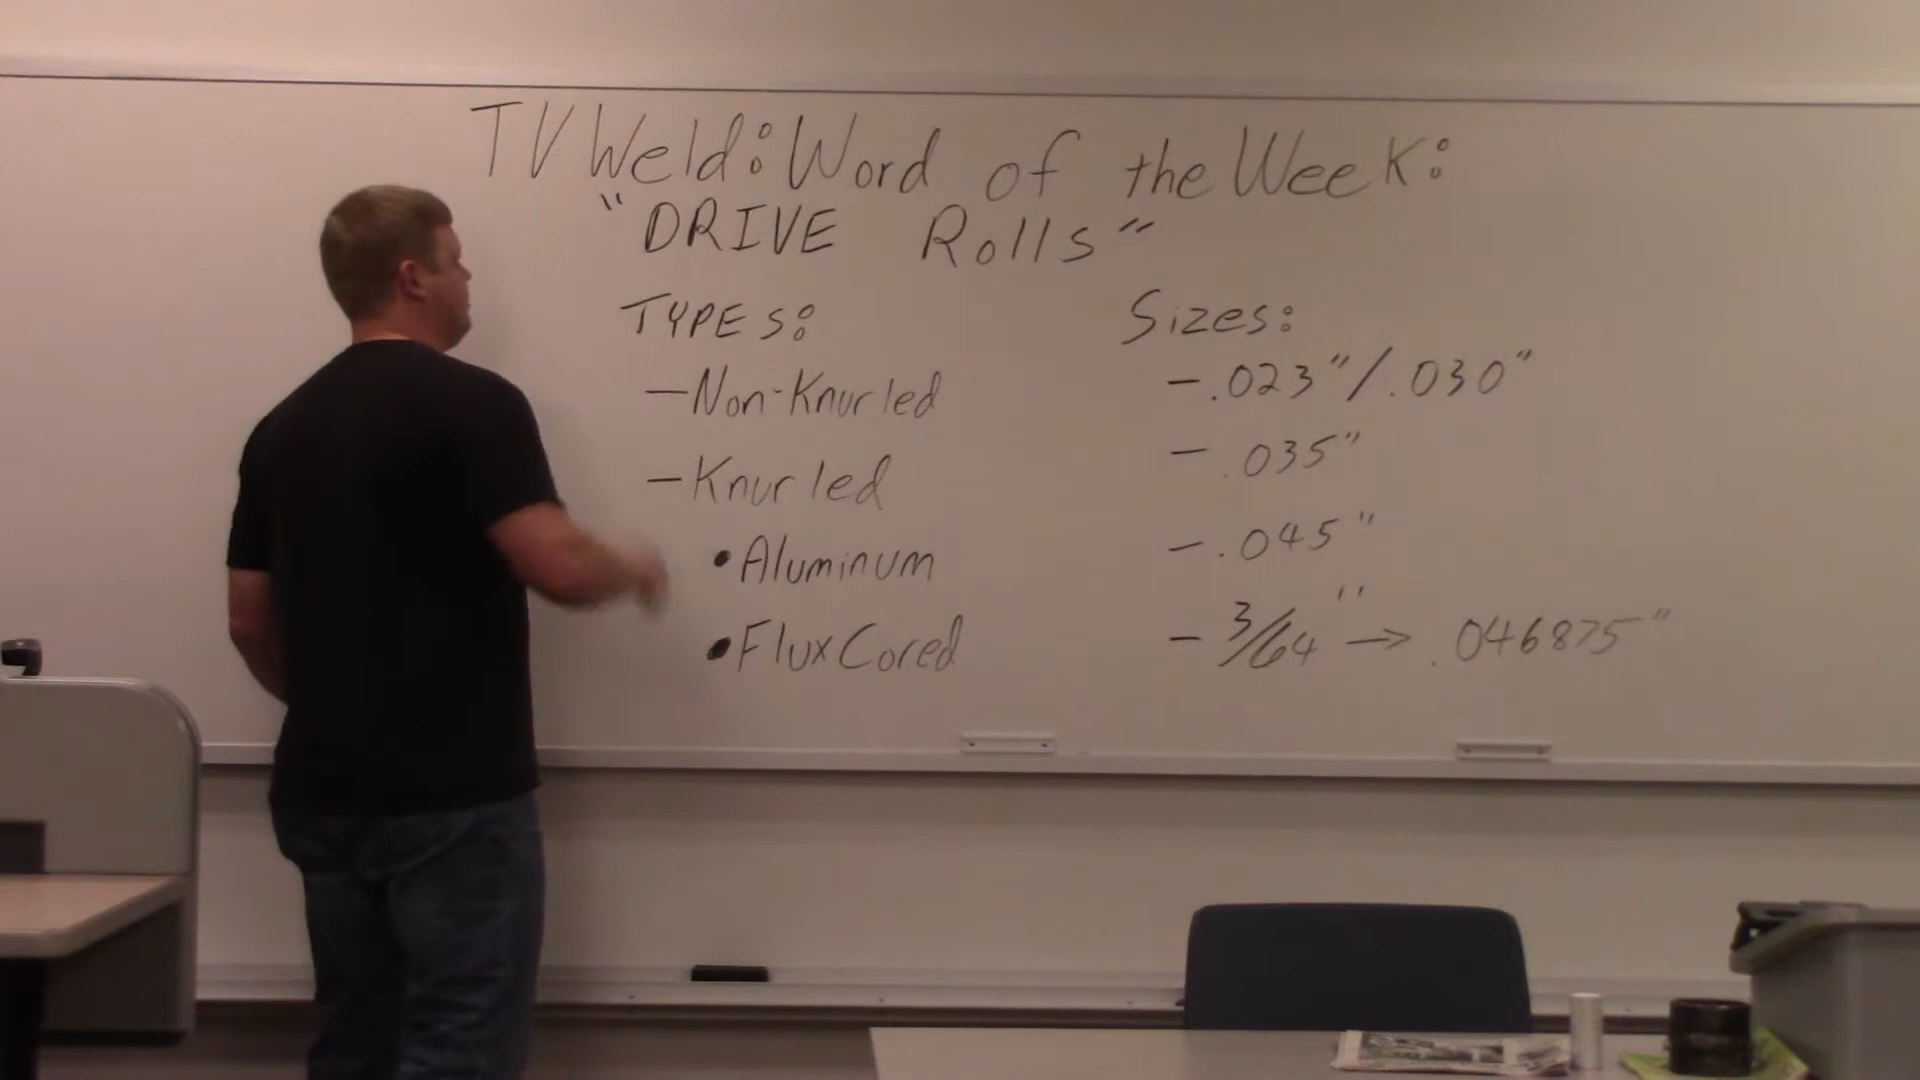 TV Weld: Word of the Week:
"DRIVE Rolls"
TYPES:
- Non-Knurled
- Knurled
• Aluminum
• Flux Cored
Sizes:
- .023" / .030"
- .035"
- .045"
- 3/64" → .046875"